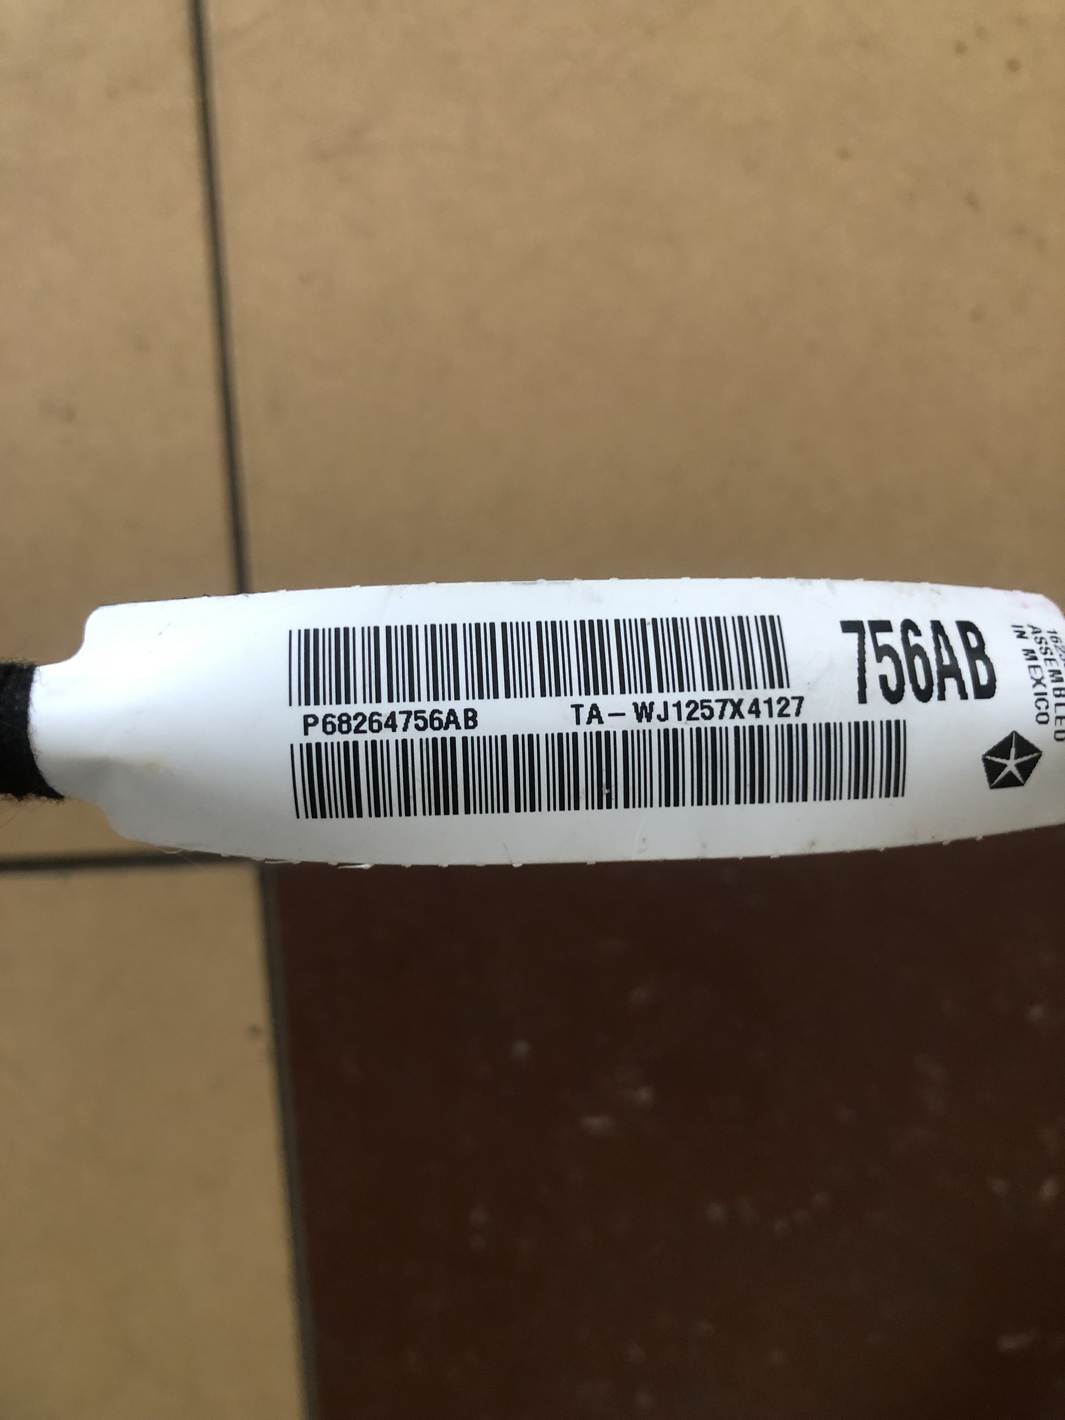 P68264756AB TA-WJ1257X4127
756AB
ASSEMBLED
IN MEXICO